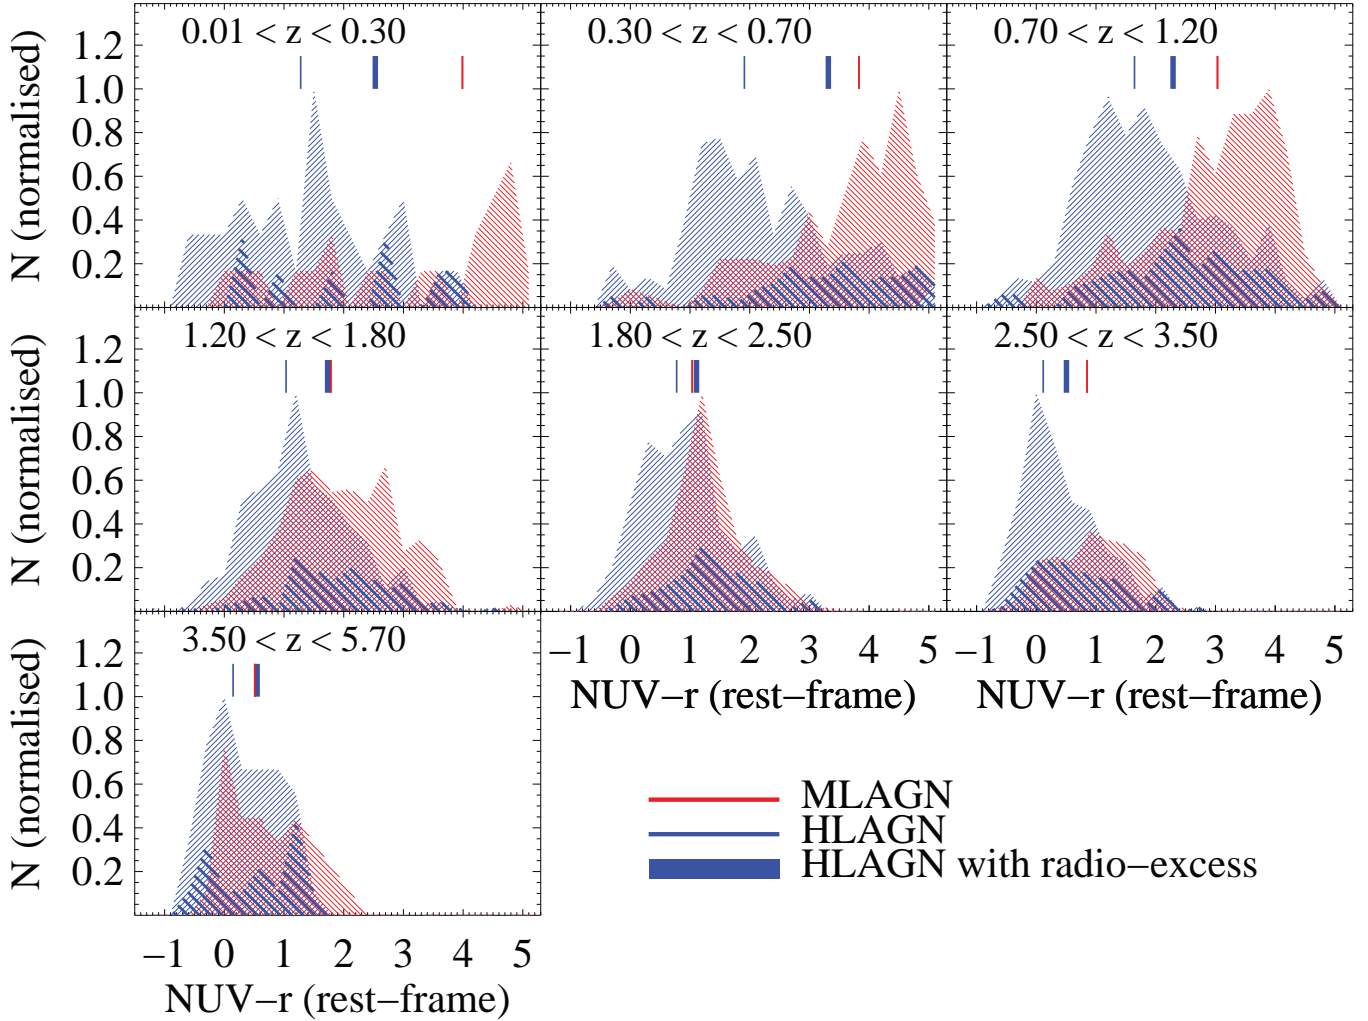 0.01 < z < 0.30
0.30 < z < 0.70
0.70 < z < 1.20
N (normalised)
1.2
1.0
0.8
0.6
0.4
0.2
1.20 < z < 1.80
1.80 < z < 2.50
2.50 < z < 3.50
N (normalised)
1.2
1.0
0.8
0.6
0.4
0.2
−1 0 1 2 3 4 5
NUV−r (rest−frame)
−1 0 1 2 3 4 5
NUV−r (rest−frame)
3.50 < z < 5.70
N (normalised)
1.2
1.0
0.8
0.6
0.4
0.2
−1 0 1 2 3 4 5
NUV−r (rest−frame)
MLAGN
HLAGN
HLAGN with radio−excess